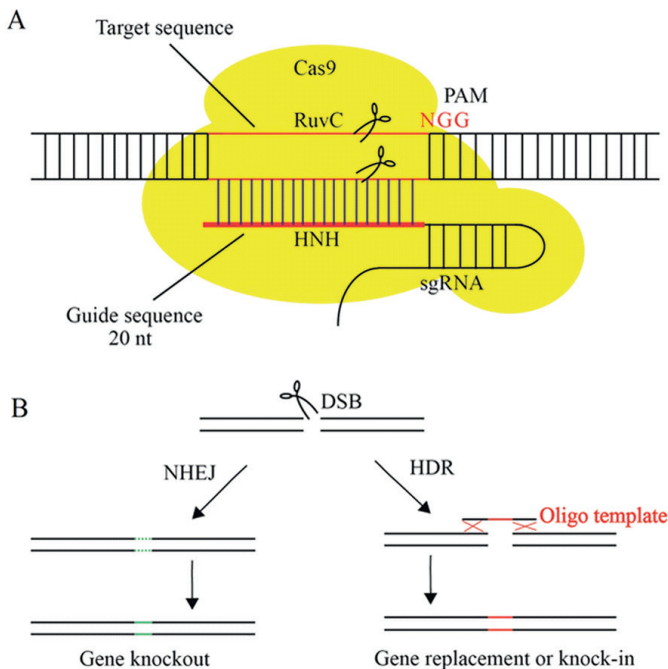 A
Target sequence
Cas9
PAM
RuvC
NGG
HNH
sgRNA
Guide sequence
20 nt
B
DSB
NHEJ
HDR
Oligo template
Gene knockout
Gene replacement or knock-in